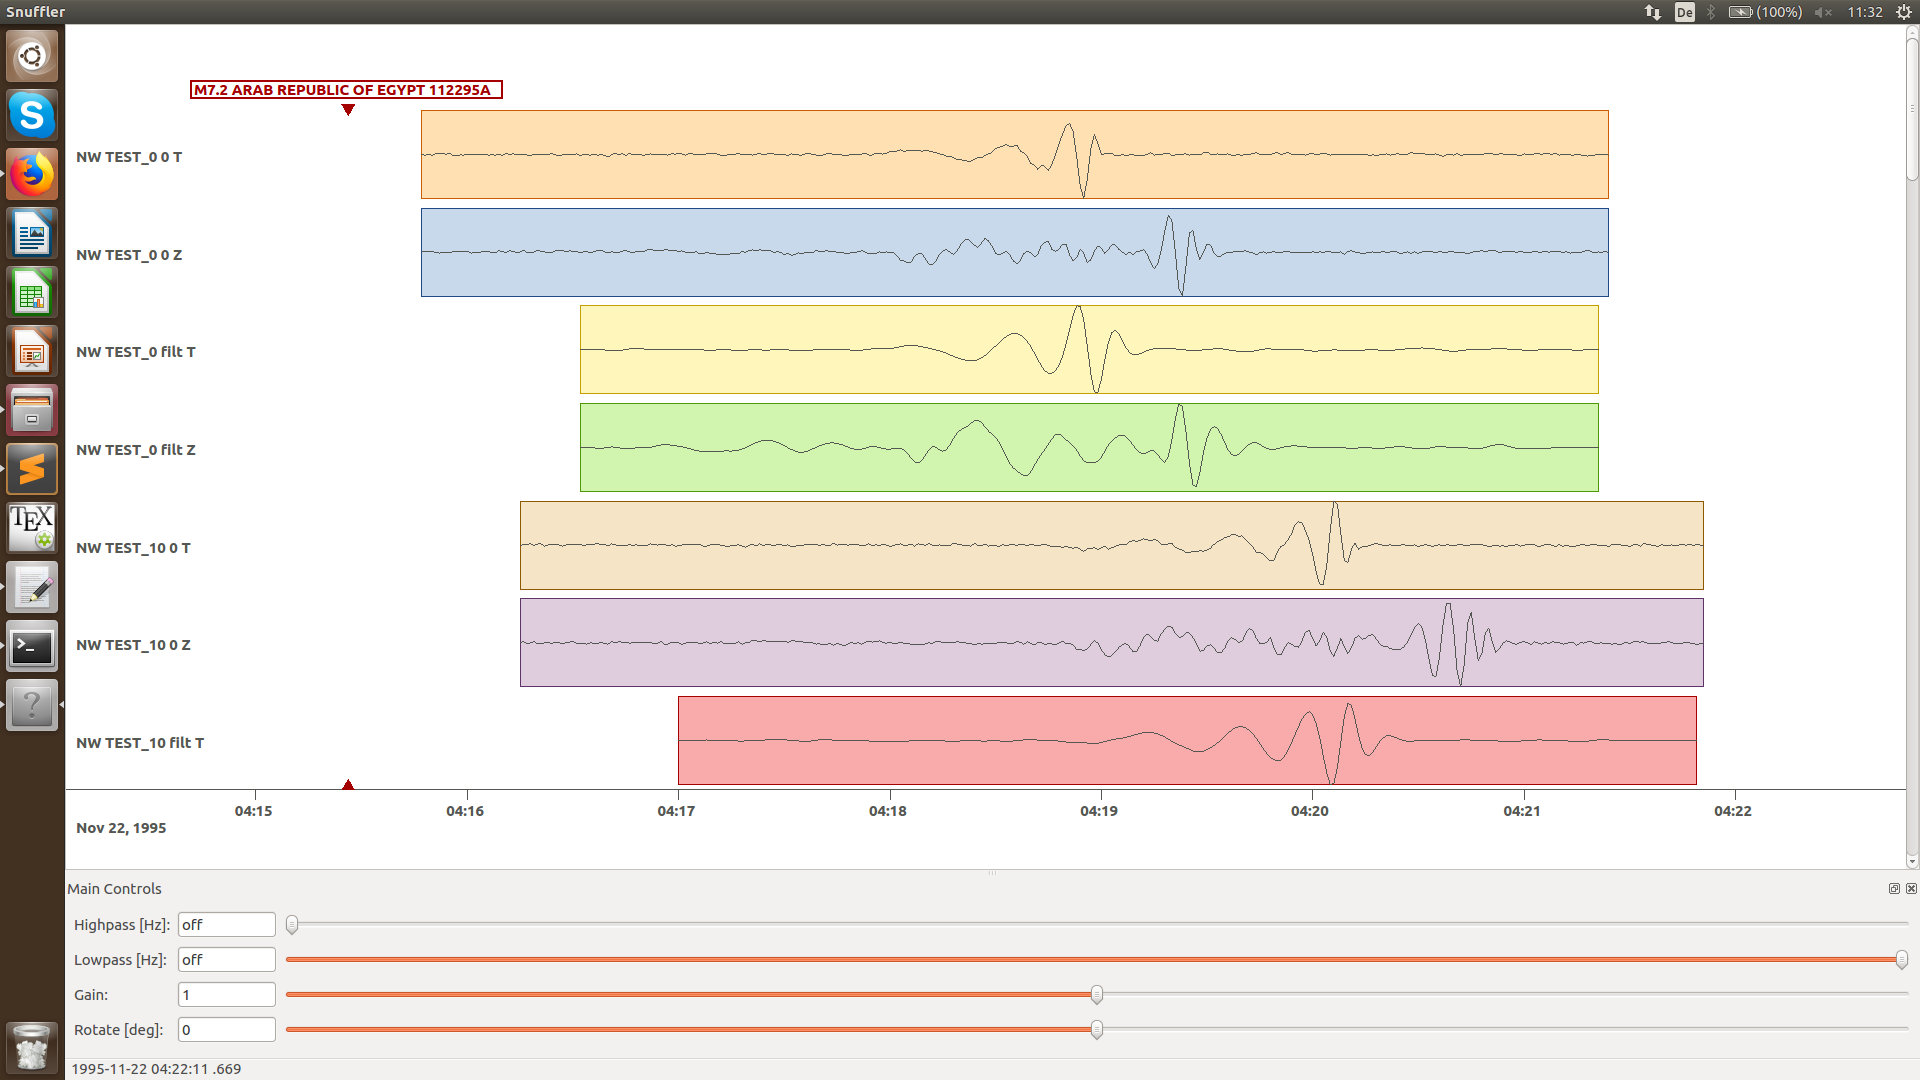 Snuffler
De
(100%)
11:32
M7.2 ARAB REPUBLIC OF EGYPT 112295A
NW TEST_0 0 T
NW TEST_0 0 Z
NW TEST_0 filt T
NW TEST_0 filt Z
NW TEST_10 0 T
NW TEST_10 0 Z
NW TEST_10 filt T
04:15 04:16 04:17 04:18 04:19 04:20 04:21 04:22
Nov 22, 1995
Main Controls
Highpass [Hz]: off
Lowpass [Hz]: off
Gain: 1
Rotate [deg]: 0
1995-11-22 04:22:11 .669
S
TEX
>_
?